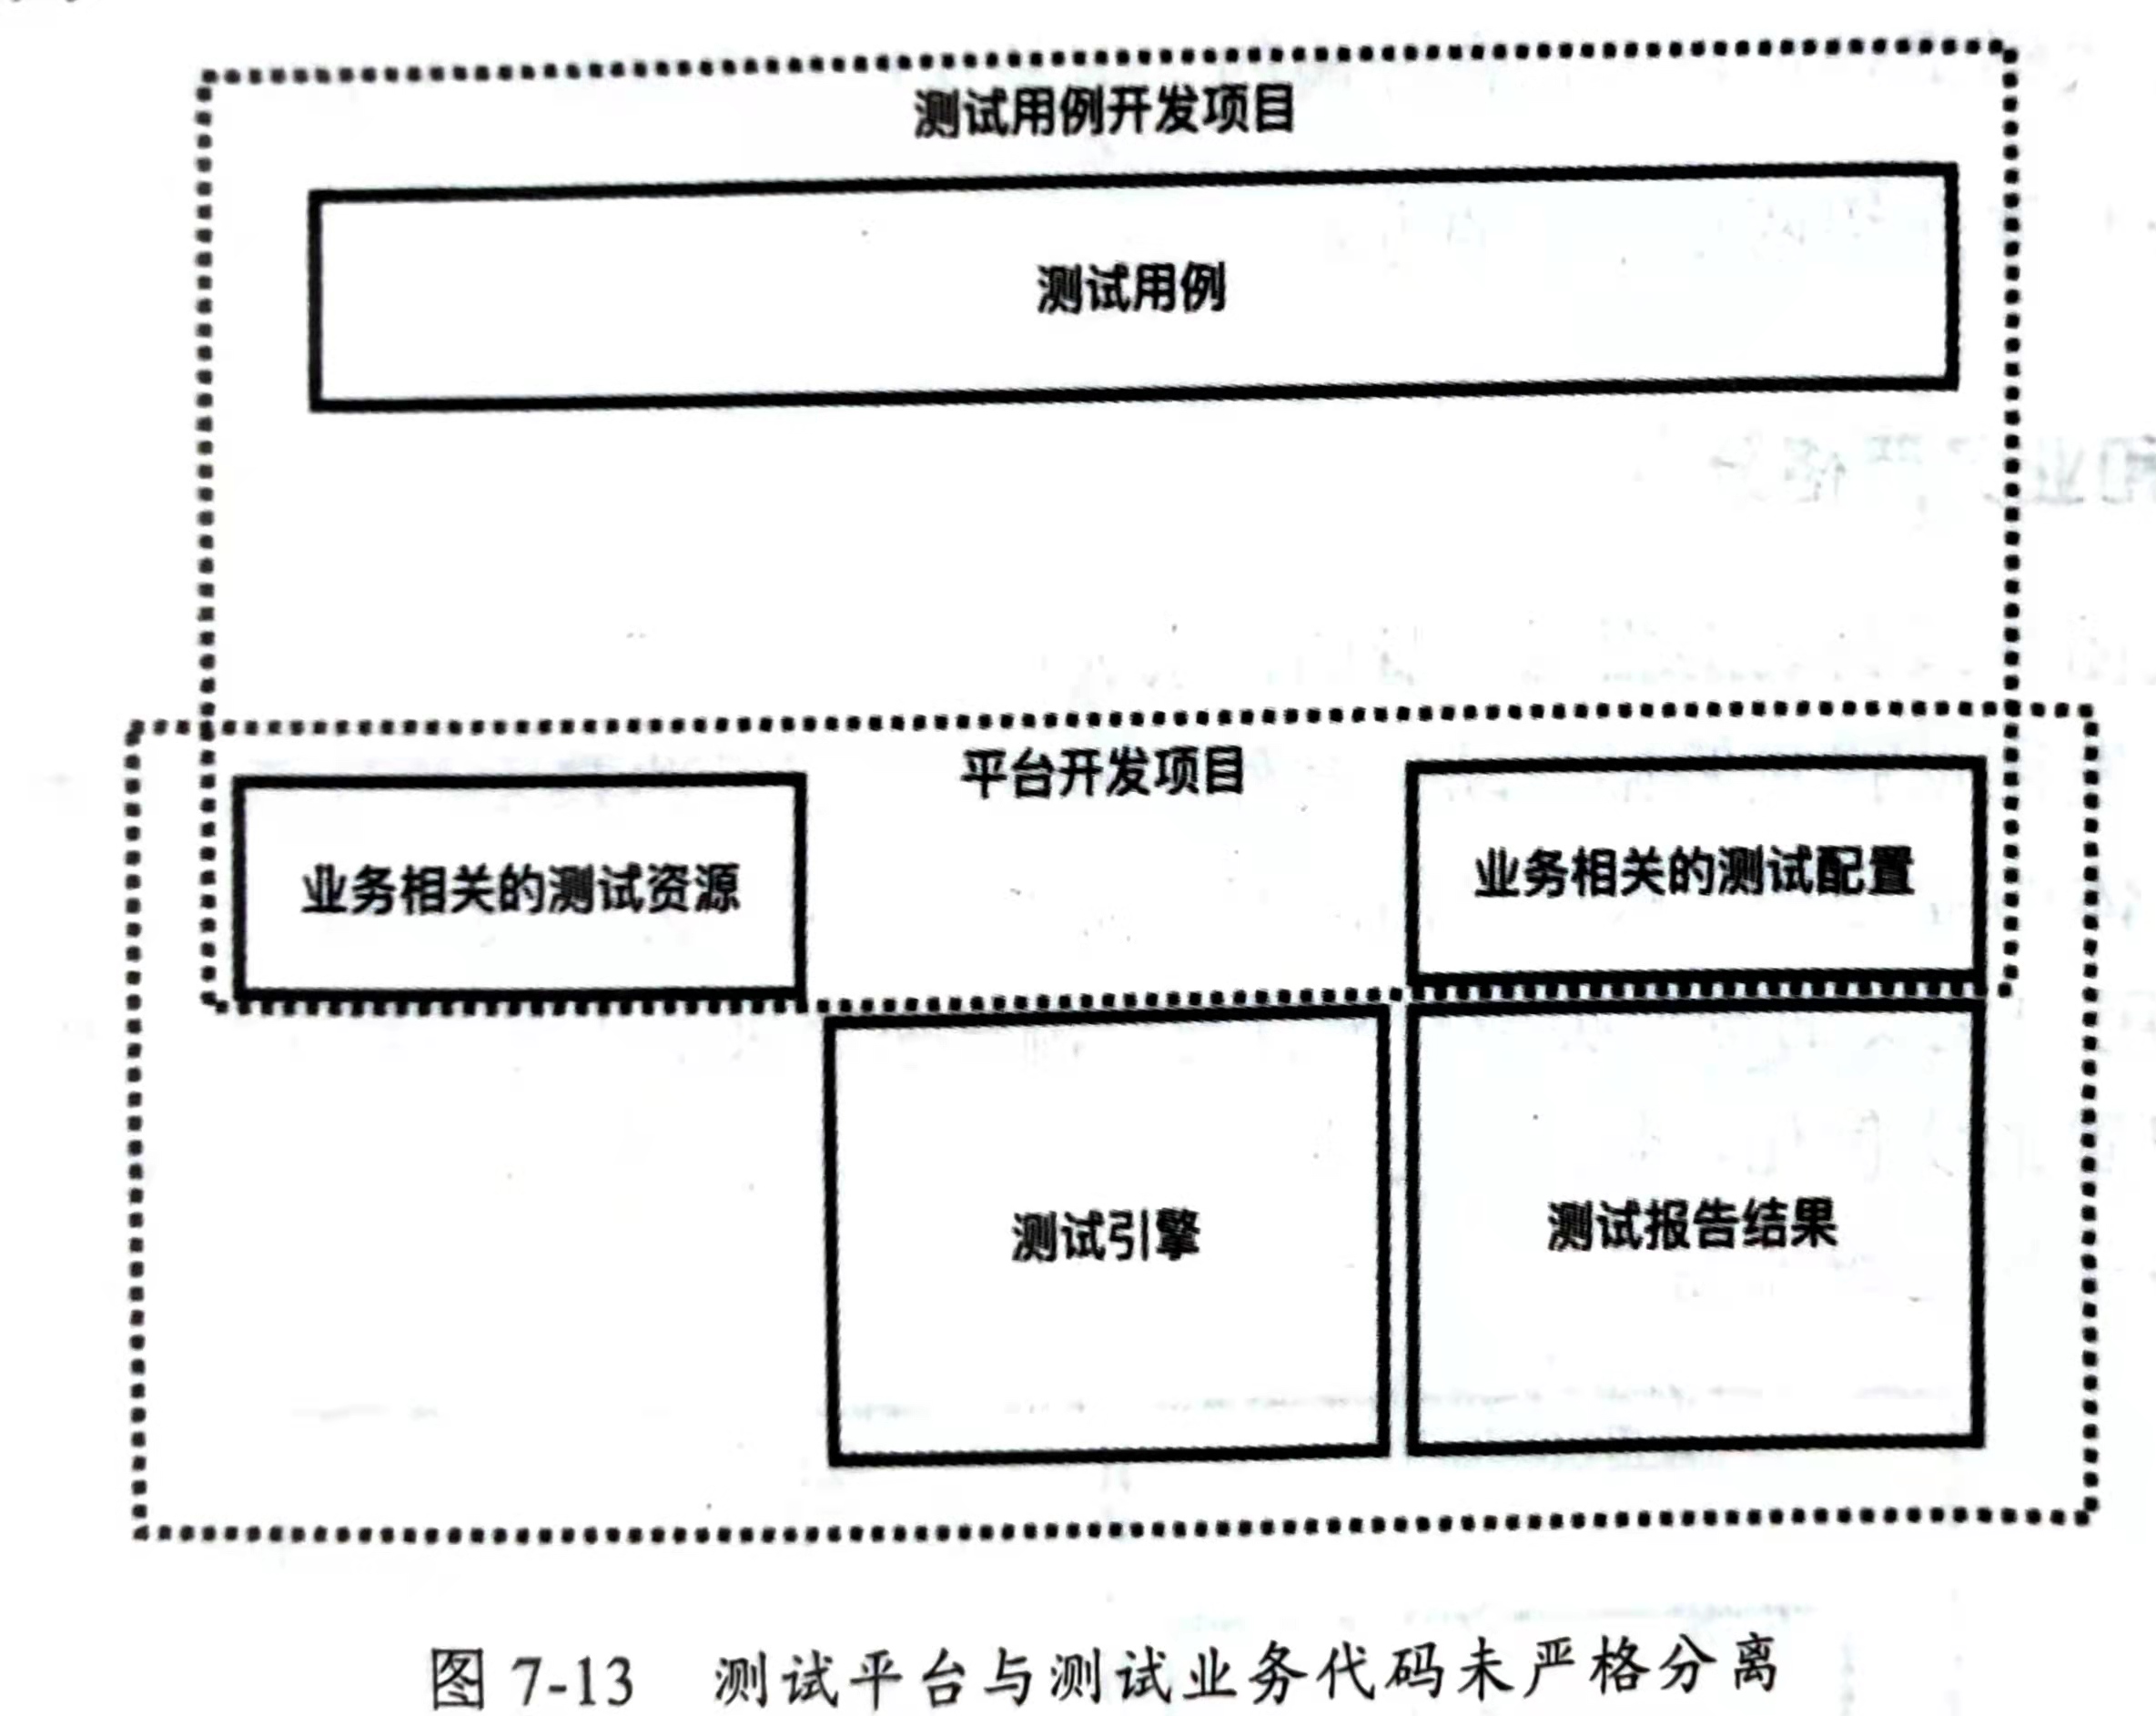 测试用例开发项目
测试用例
平台开发项目
业务相关的测试资源
业务相关的测试配置
测试引擎
测试报告结果
图 7-13 测试平台与测试业务代码未严格分离